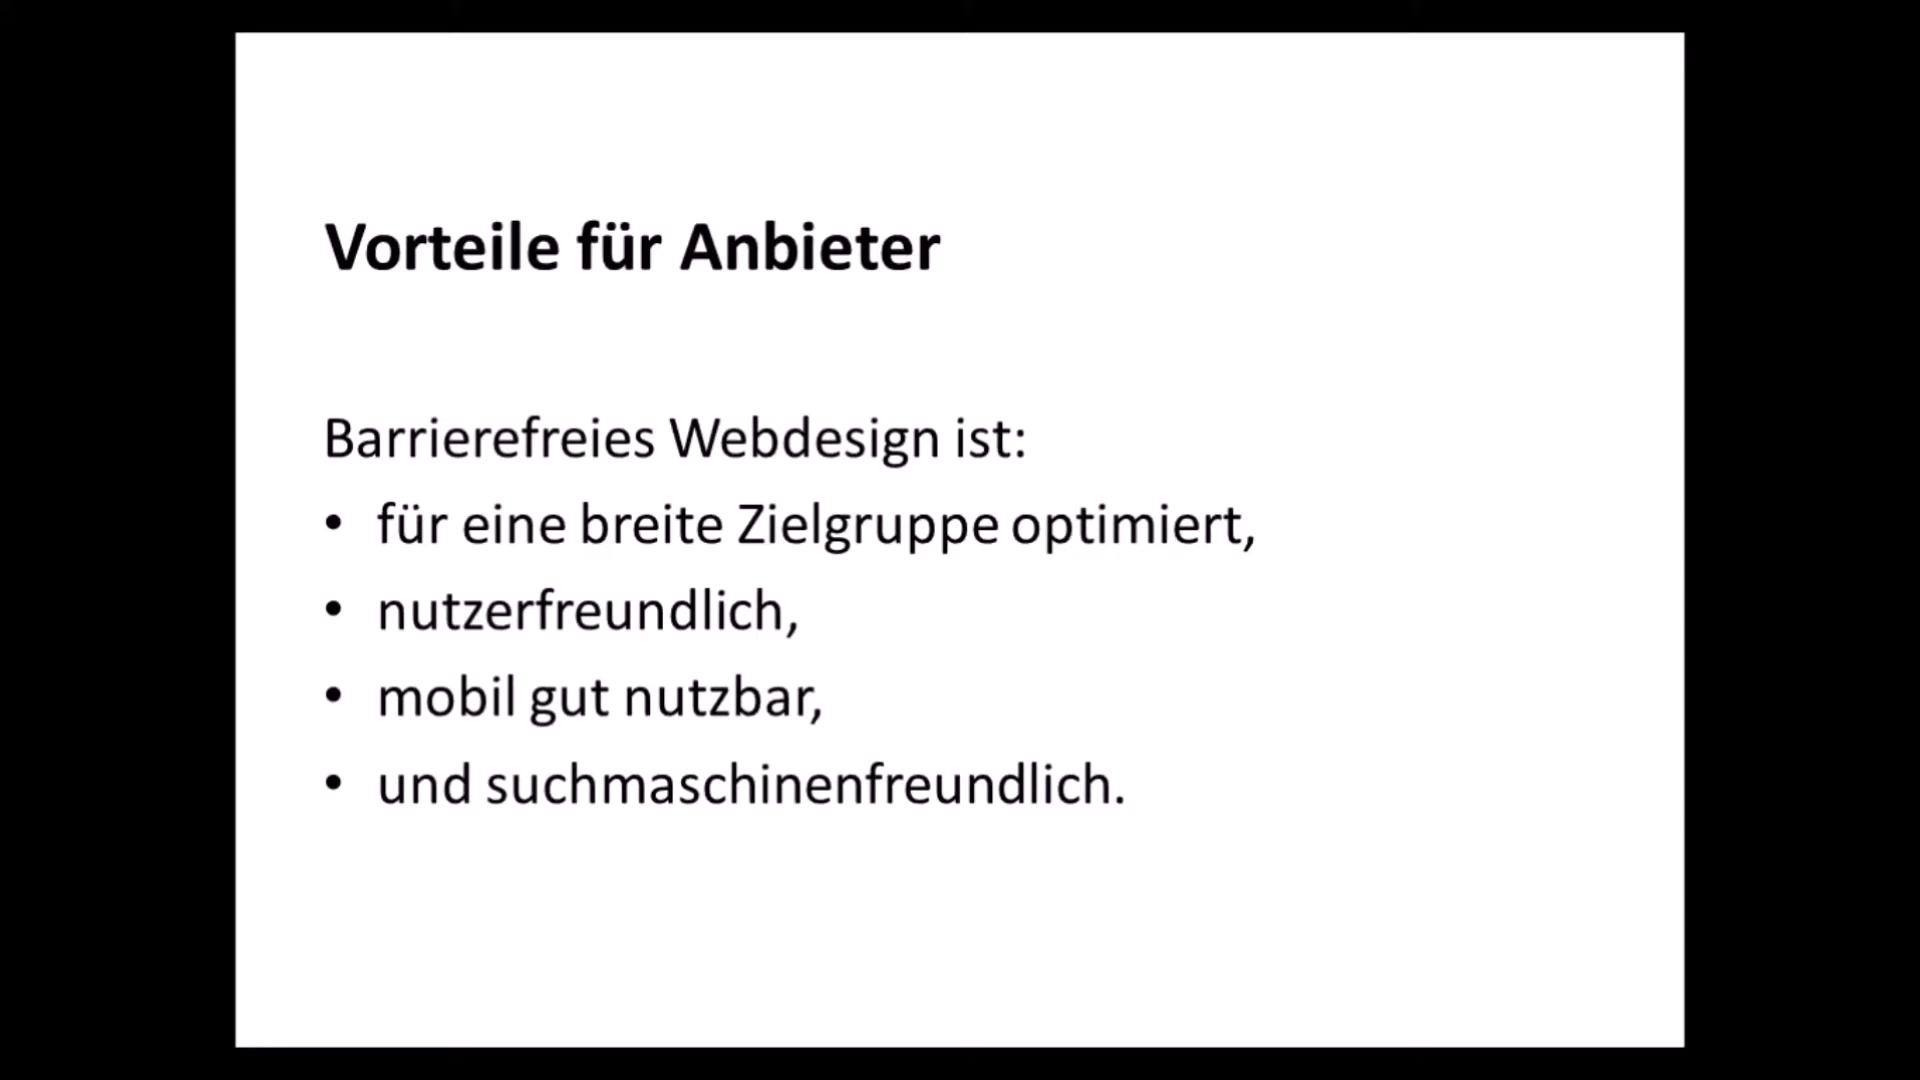 Vorteile für Anbieter
Barrierefreies Webdesign ist:
• für eine breite Zielgruppe optimiert,
• nutzerfreundlich,
• mobil gut nutzbar,
• und suchmaschinenfreundlich.